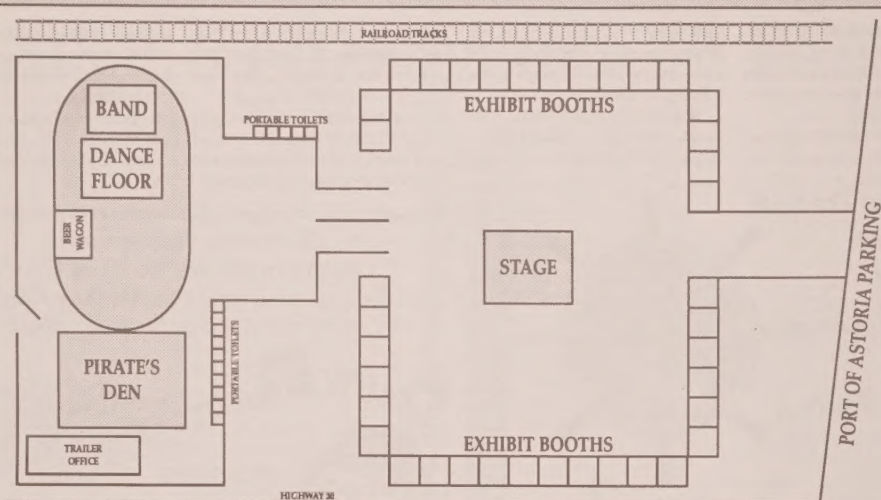 RAILROAD TRACKS
BAND
DANCE
FLOOR
BEER
WAGON
PORTABLE TOILETS
EXHIBIT BOOTHS
STAGE
PORT OF ASTORIA PARKING
PIRATE'S
DEN
PORTABLE TOILETS
TRAILER
OFFICE
EXHIBIT BOOTHS
HIGHWAY 30